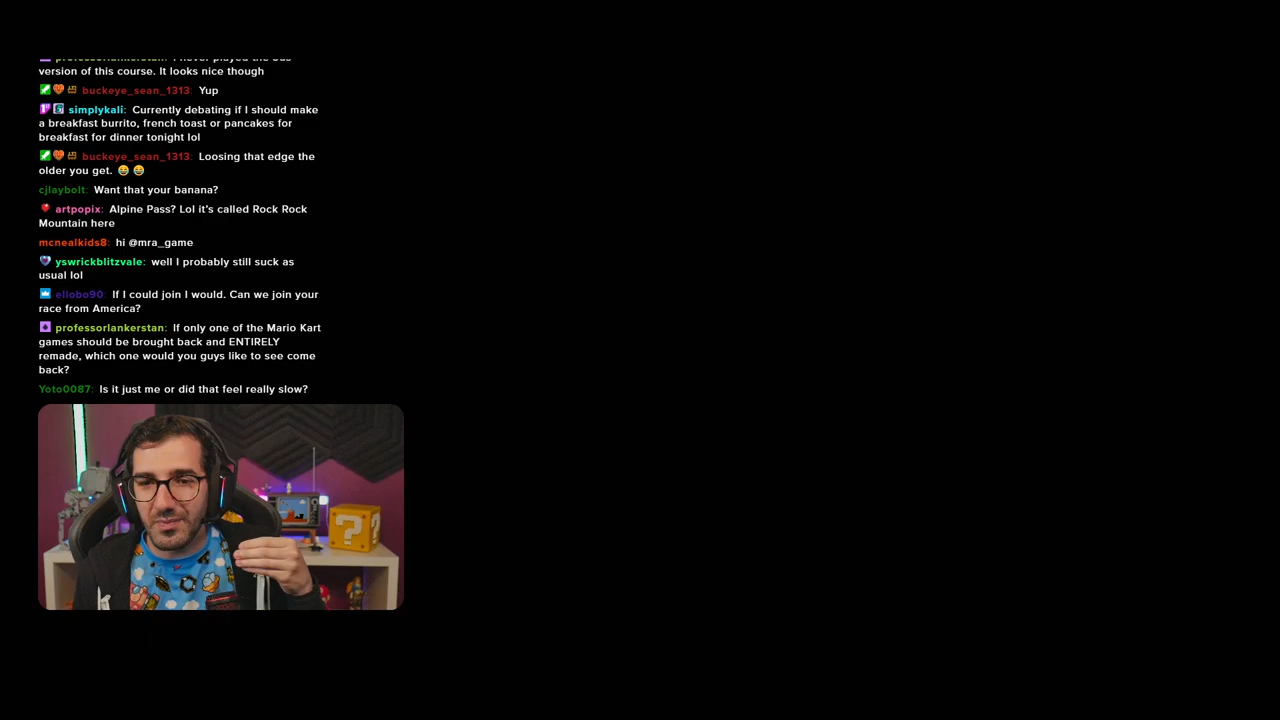 version of this course. It looks nice though
buckeye_sean_1313: Yup
simplykali: Currently debating if I should make
a breakfast burrito, french toast or pancakes for
breakfast for dinner tonight lol
buckeye_sean_1313: Loosing that edge the
older you get. 😂 😂
cjlaybolt: Want that your banana?
artpopix: Alpine Pass? Lol it's called Rock Rock
Mountain here
mcnealkids8: hi @mra_game
yswrickblitzvale: well I probably still suck as
usual lol
ellobo90: If I could join I would. Can we join your
race from America?
professorlankerstan: If only one of the Mario Kart
games should be brought back and ENTIRELY
remade, which one would you guys like to see come
back?
Yoto0087: Is it just me or did that feel really slow?
?
?